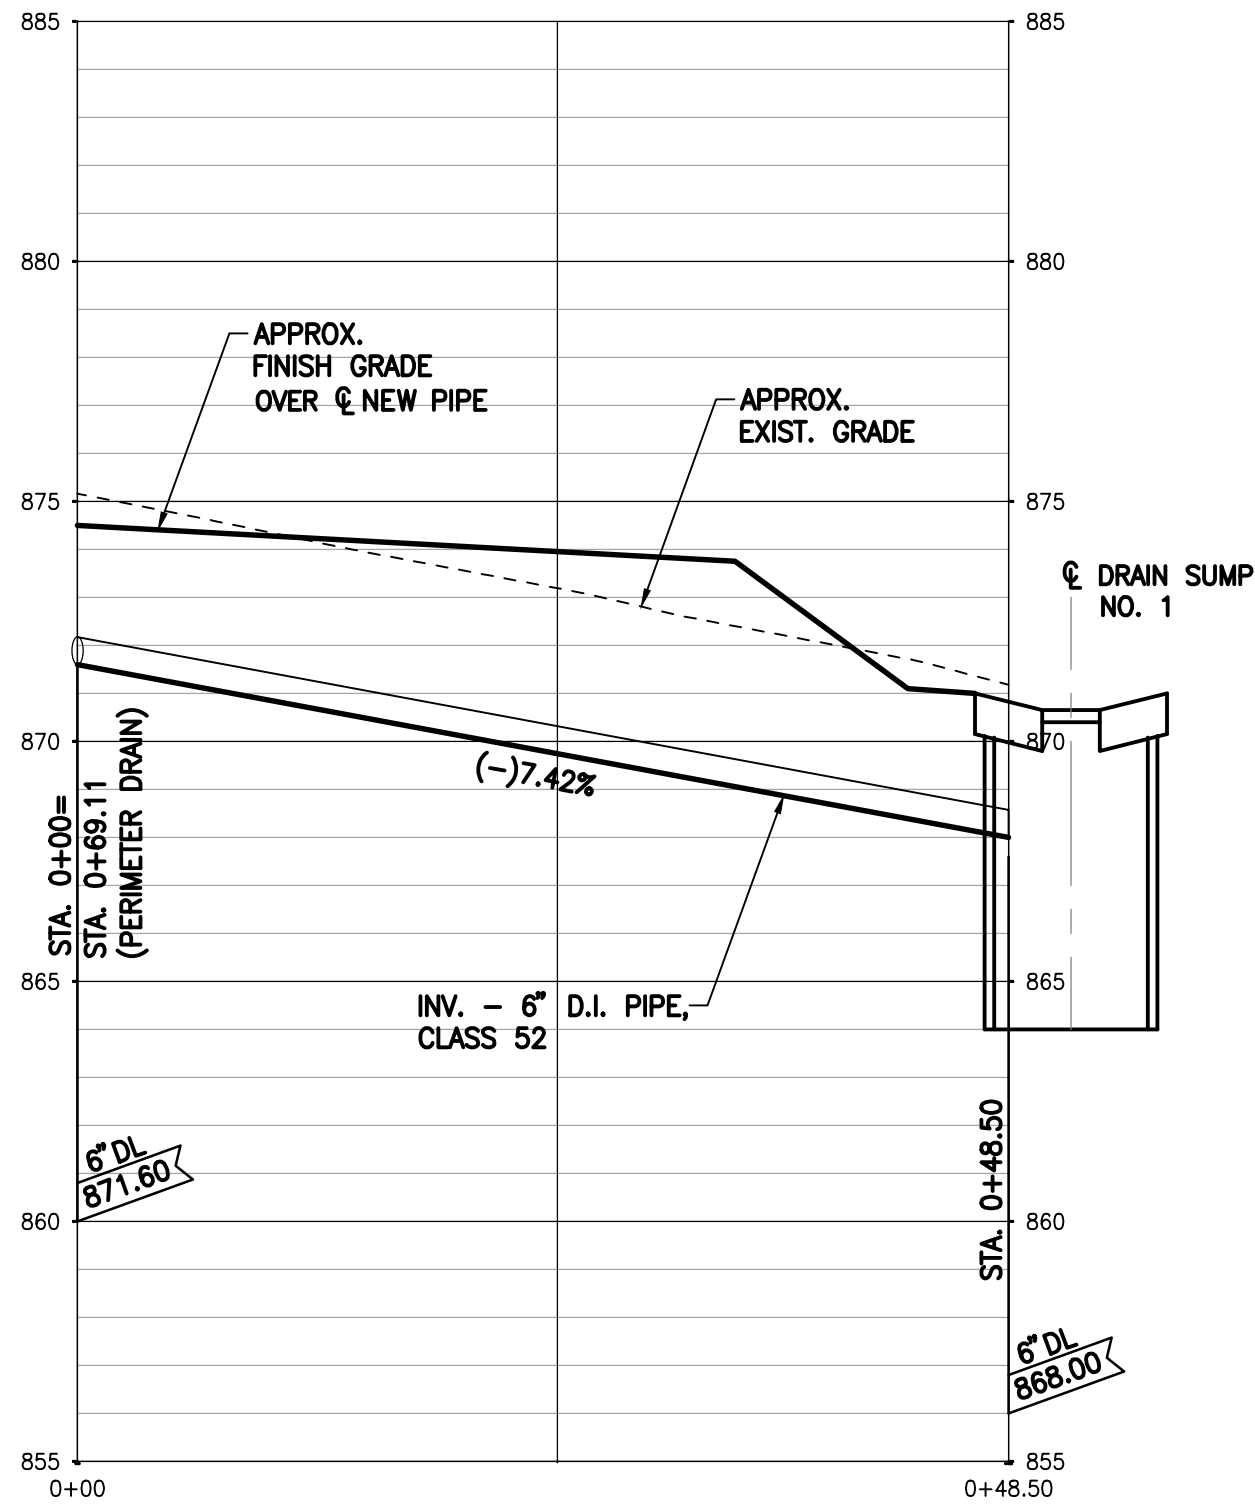 885
885
880
880
APPROX.
FINISH GRADE
OVER ℄ NEW PIPE
APPROX.
EXIST. GRADE
875
875
℄ DRAIN SUMP
NO. 1
870
870
(-)7.42%
STA. 0+00=
STA. 0+69.11
(PERIMETER DRAIN)
865
865
INV. - 6" D.I. PIPE,
CLASS 52
6" DL
871.60
STA. 0+48.50
860
860
6" DL
868.00
855
855
0+00
0+48.50